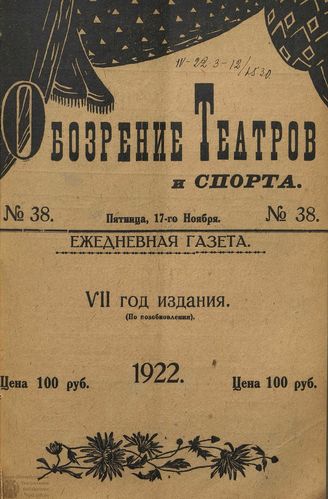 IV-22 3-12/1530
Обозрение Театров
и СПОРТА.
№ 38. Пятница, 17-го Ноября. № 38.
ЕЖЕДНЕВНАЯ ГАЗЕТА.
VII год издания.
(По возобновлении).
1922.
Цена 100 руб. Цена 100 руб.